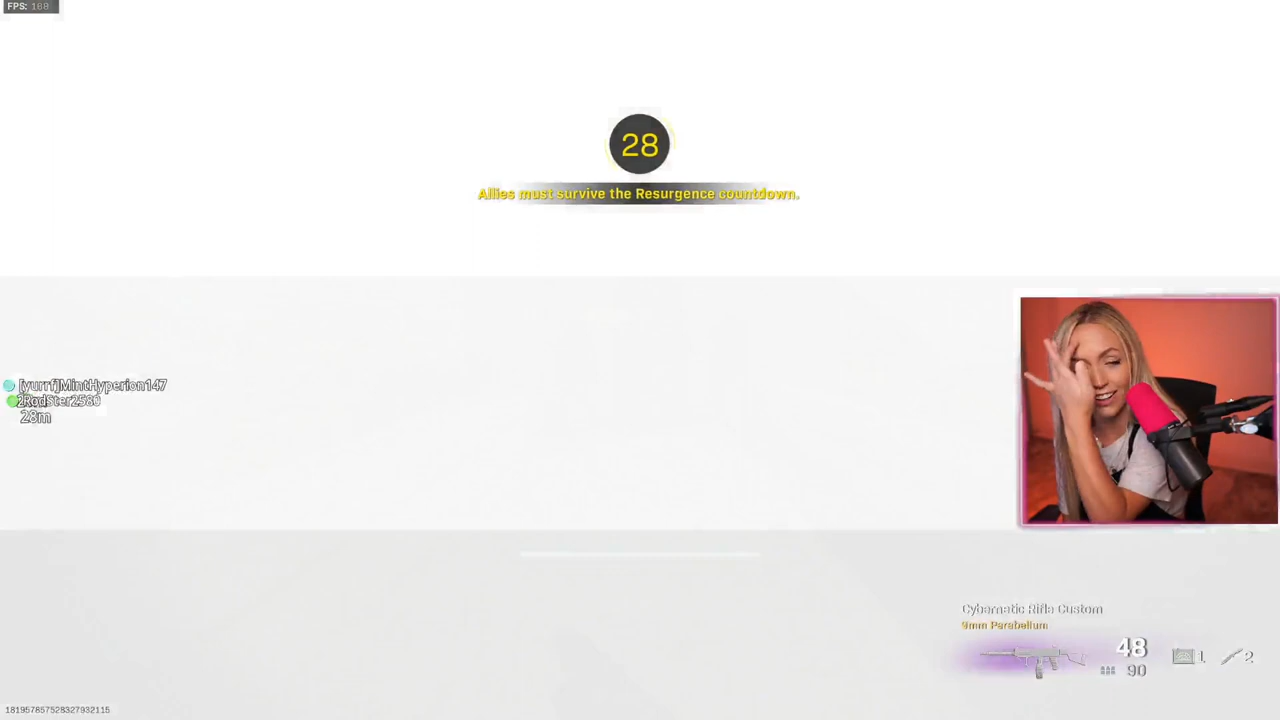 FPS: 168
28
Allies must survive the Resurgence countdown.
[yurrf]MintHyperion147
28m
Cybernetic Rifle Custom
9mm Parabellum
48
90
1
2
181957857528327932115